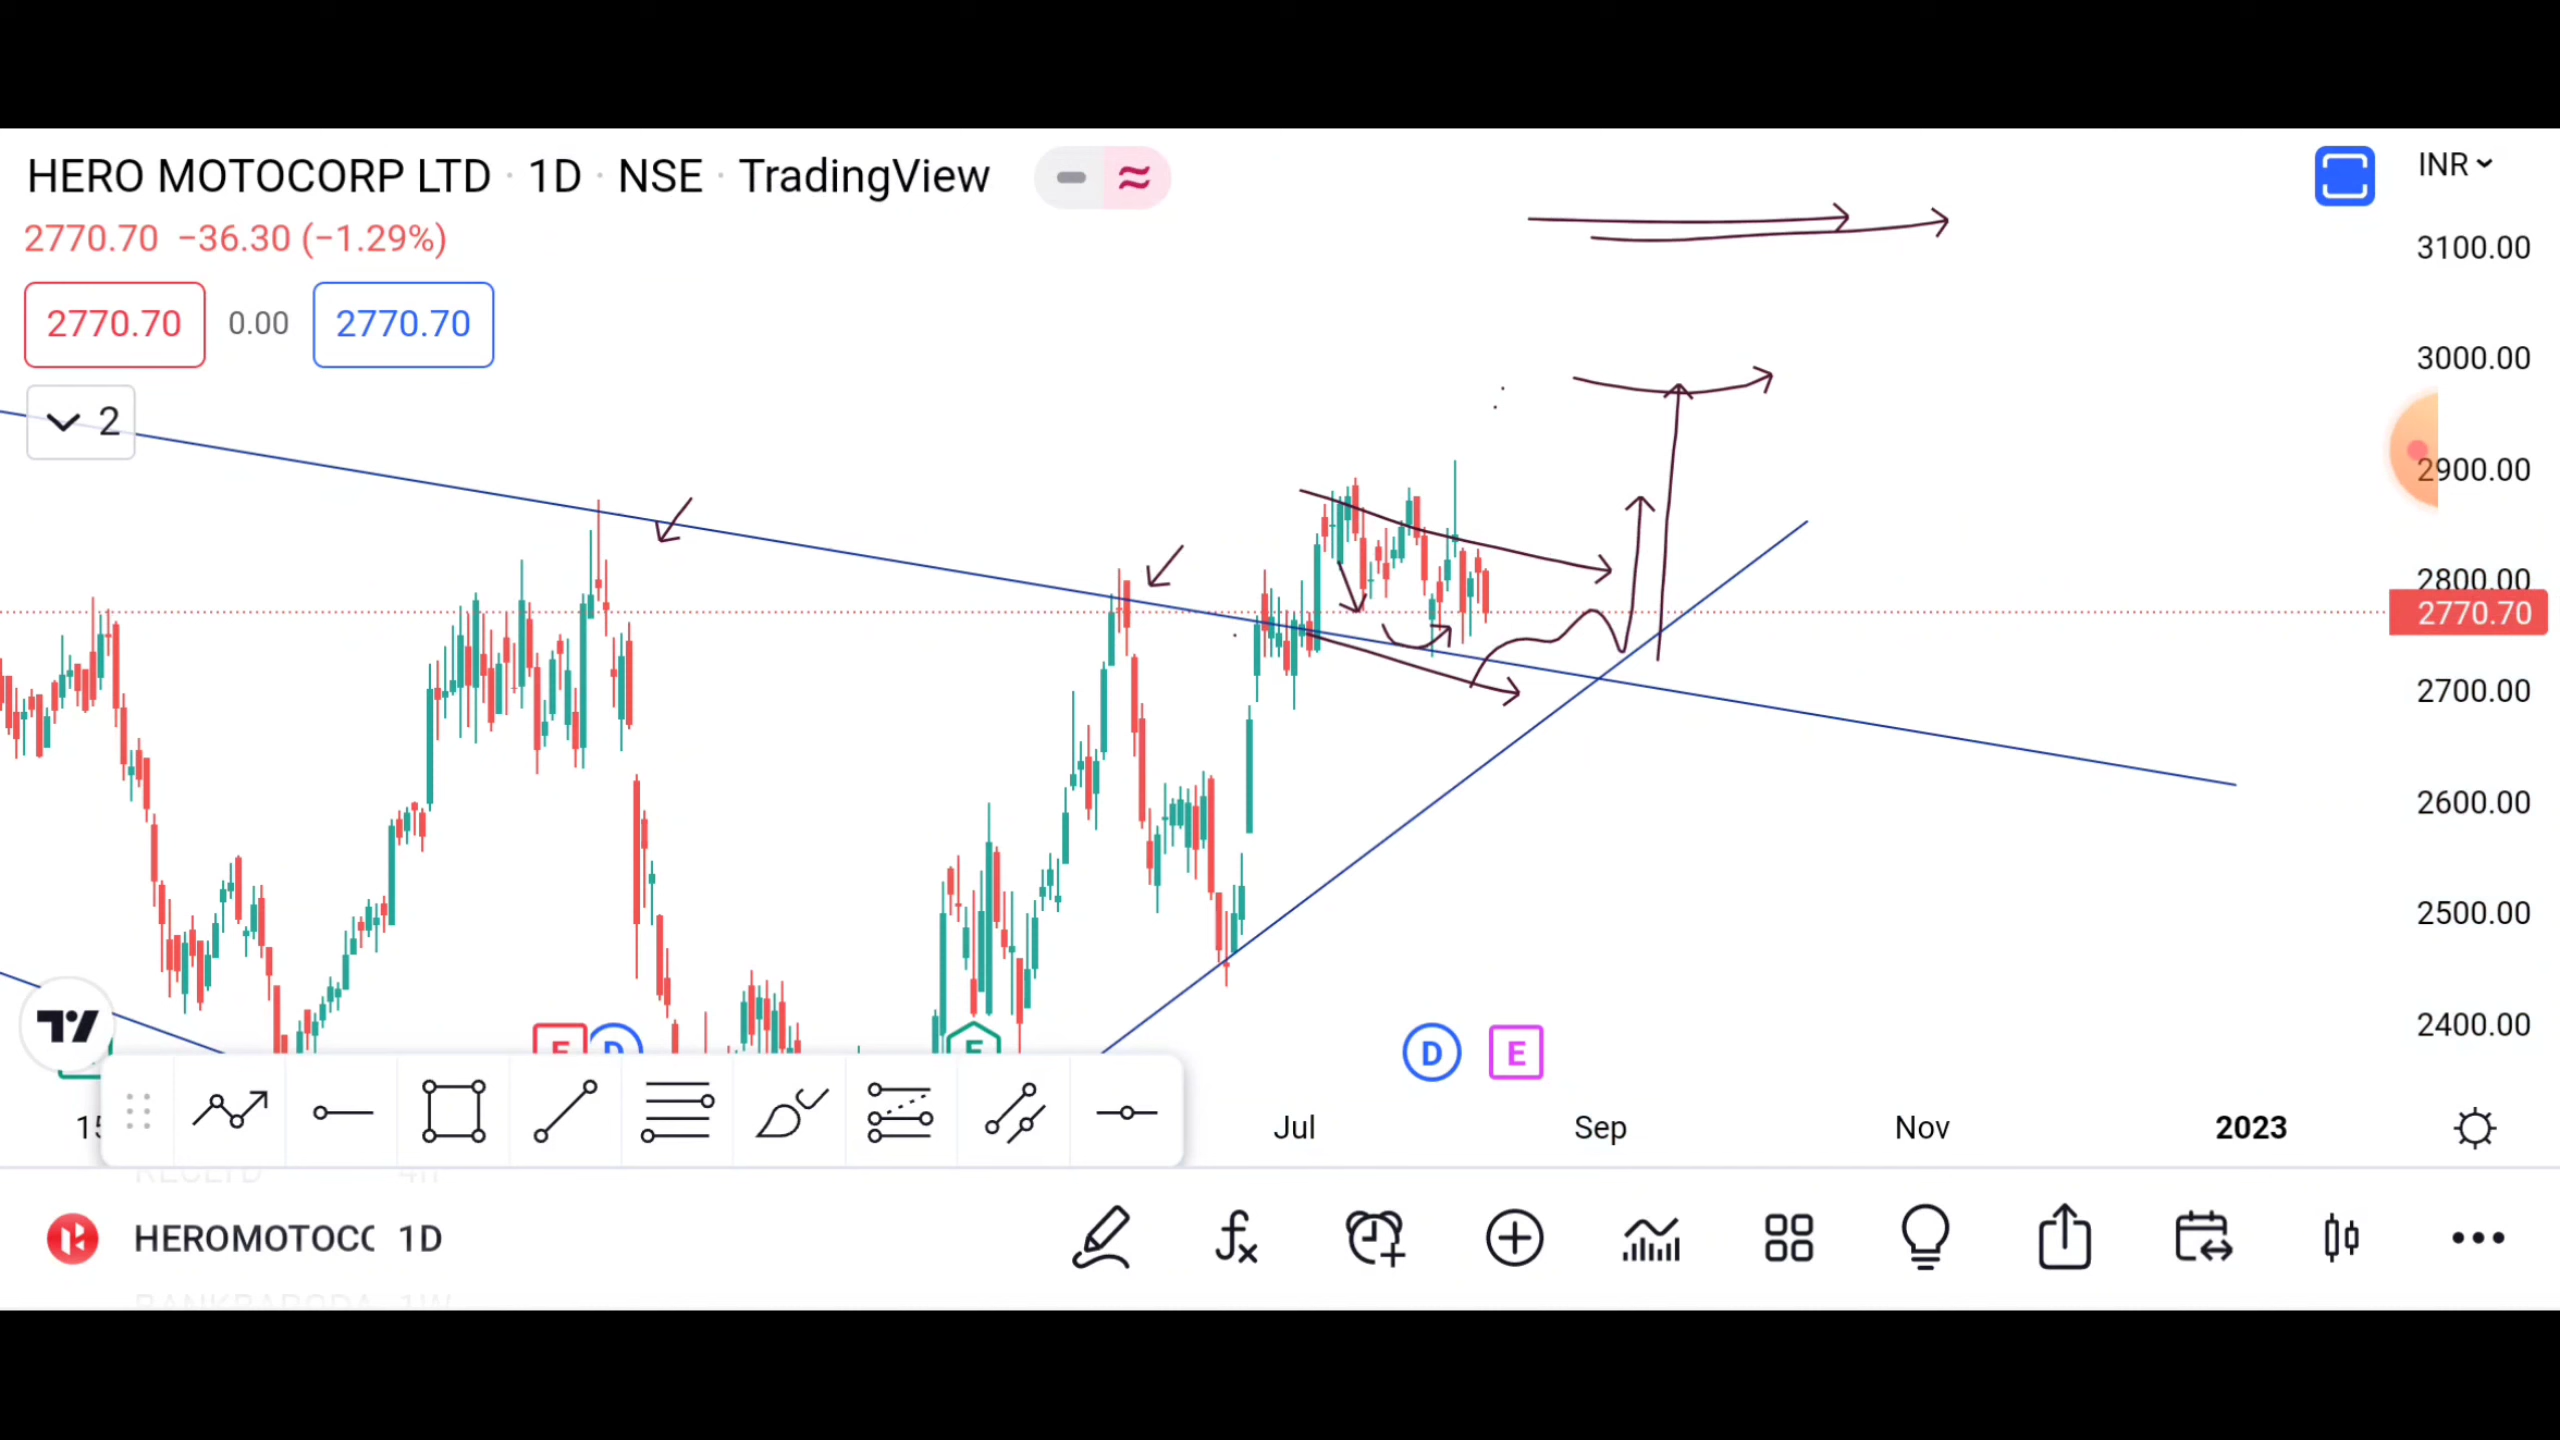 HERO MOTOCORP LTD · 1D · NSE · TradingView
INR
2770.70 −36.30 (−1.29%)
2770.70 0.00 2770.70
2
3100.00
3000.00
2900.00
2800.00
2770.70
2700.00
2600.00
2500.00
2400.00
E D E D E
15 Jul Sep Nov 2023
HEROMOTOCC 1D